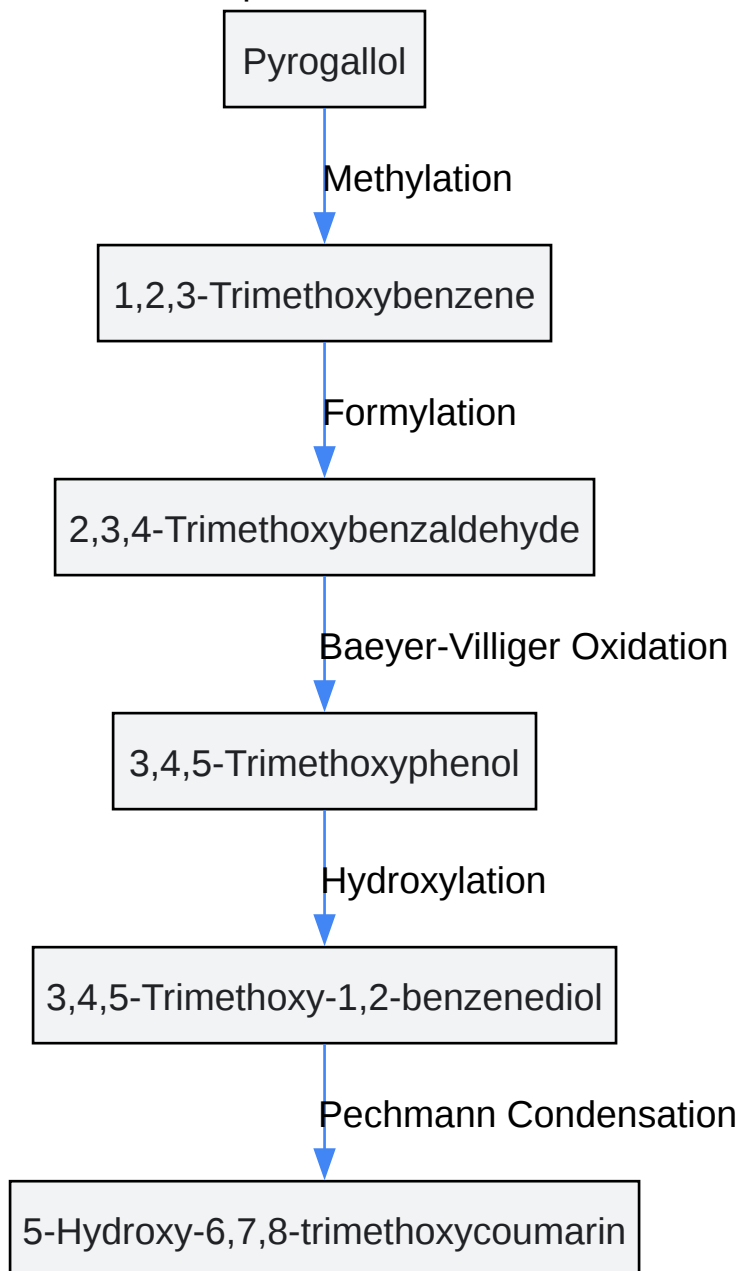 Pyrogallol
Methylation
1,2,3-Trimethoxybenzene
Formylation
2,3,4-Trimethoxybenzaldehyde
Baeyer-Villiger Oxidation
3,4,5-Trimethoxyphenol
Hydroxylation
3,4,5-Trimethoxy-1,2-benzenediol
Pechmann Condensation
5-Hydroxy-6,7,8-trimethoxycoumarin